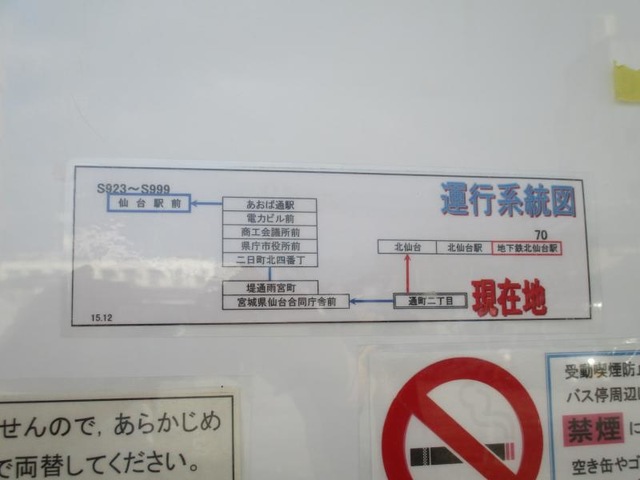 S923～S999
運行系統図
仙台駅前
あおば通駅
電力ビル前
商工会議所前
県庁市役所前
二日町北四番丁
堤通雨宮町
宮城県仙台合同庁舎前
70
北仙台
北仙台駅
地下鉄北仙台駅
通町二丁目
現在地
15.12
せんので，あらかじめ
で両替してください。
受動喫煙防止
バス停周辺
禁煙に
空き缶やゴ